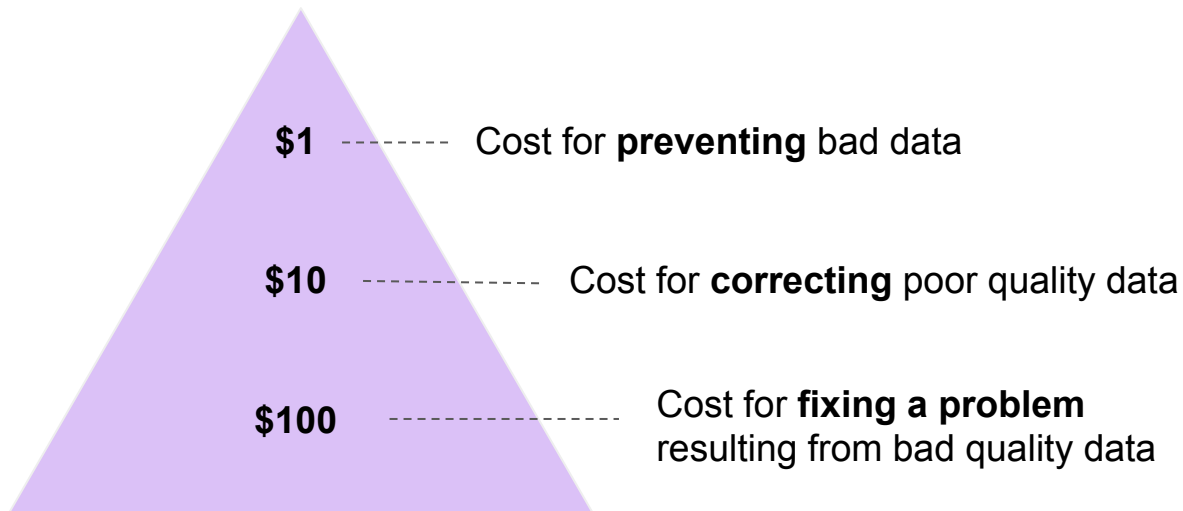 $1 Cost for preventing bad data
$10 Cost for correcting poor quality data
$100 Cost for fixing a problem
resulting from bad quality data